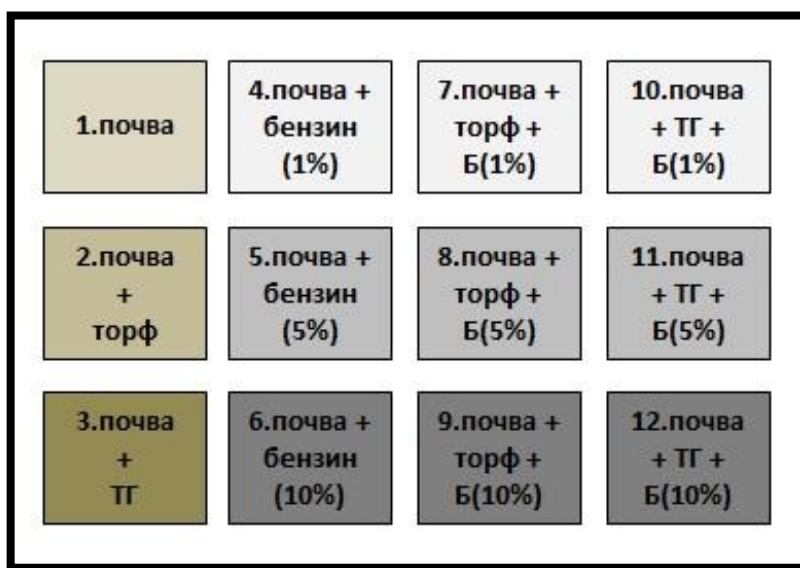 1.почва
4.почва +
бензин
(1%)
7.почва +
торф +
Б(1%)
10.почва
+ ТГ +
Б(1%)
2.почва
+
торф
5.почва +
бензин
(5%)
8.почва +
торф +
Б(5%)
11.почва
+ ТГ +
Б(5%)
3.почва
+
ТГ
6.почва +
бензин
(10%)
9.почва +
торф +
Б(10%)
12.почва
+ ТГ +
Б(10%)